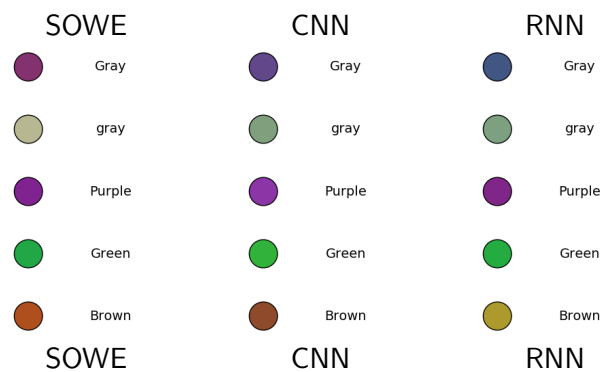 SOWE CNN RNN
Gray Gray Gray
gray gray gray
Purple Purple Purple
Green Green Green
Brown Brown Brown
SOWE CNN RNN